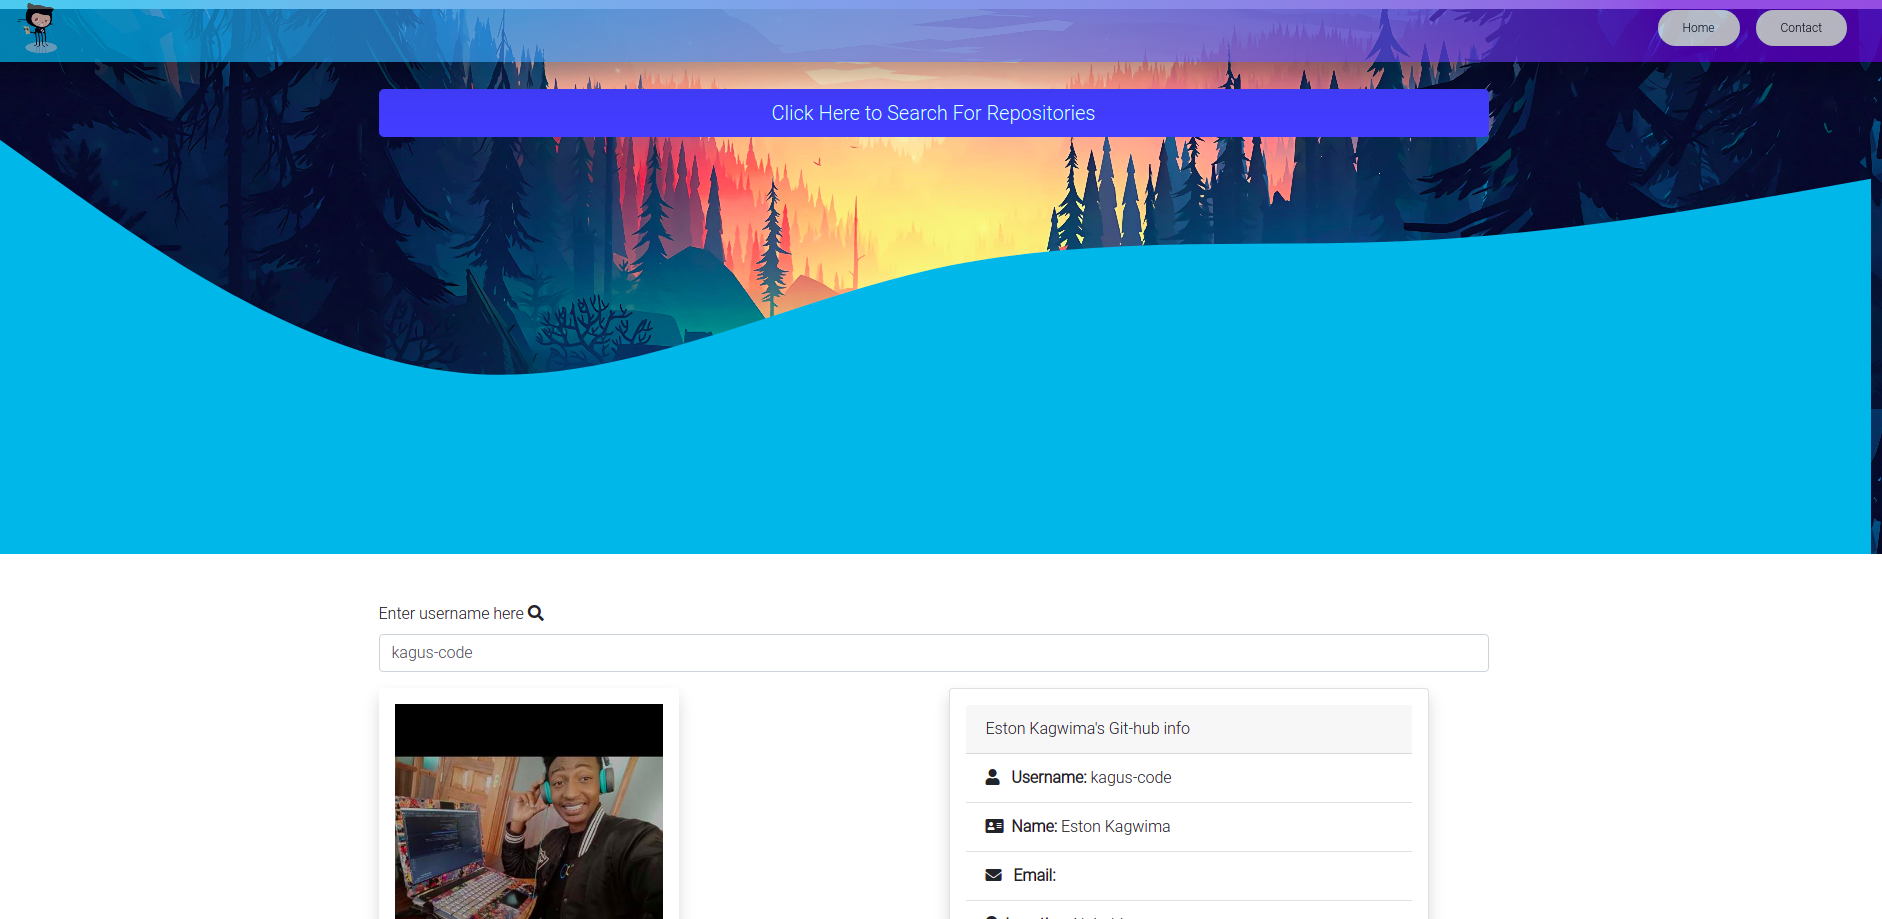 Home
Contact
Click Here to Search For Repositories
Enter username here
kagus-code
Eston Kagwima's Git-hub info
Username: kagus-code
Name: Eston Kagwima
Email: